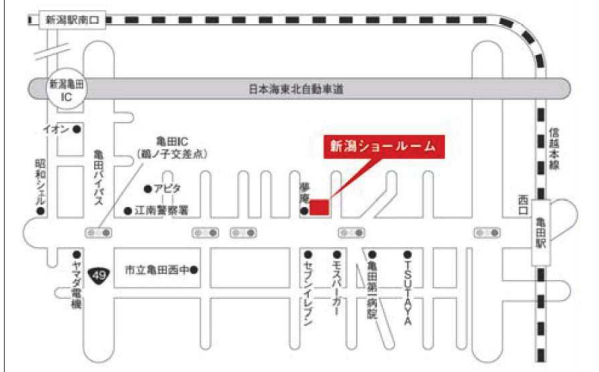 新潟駅南口
新潟亀田
IC
日本海東北自動車道
イオン
亀田IC
(鵜ノ子交差点)
新潟ショールーム
信越本線
昭和シェル
亀田バイパス
アピタ
江南警察署
夢庵
西口
亀田駅
ヤマダ電機
49
市立亀田西中
セブンイレブン
モスバーガー
亀田第一病院
TSUTAYA